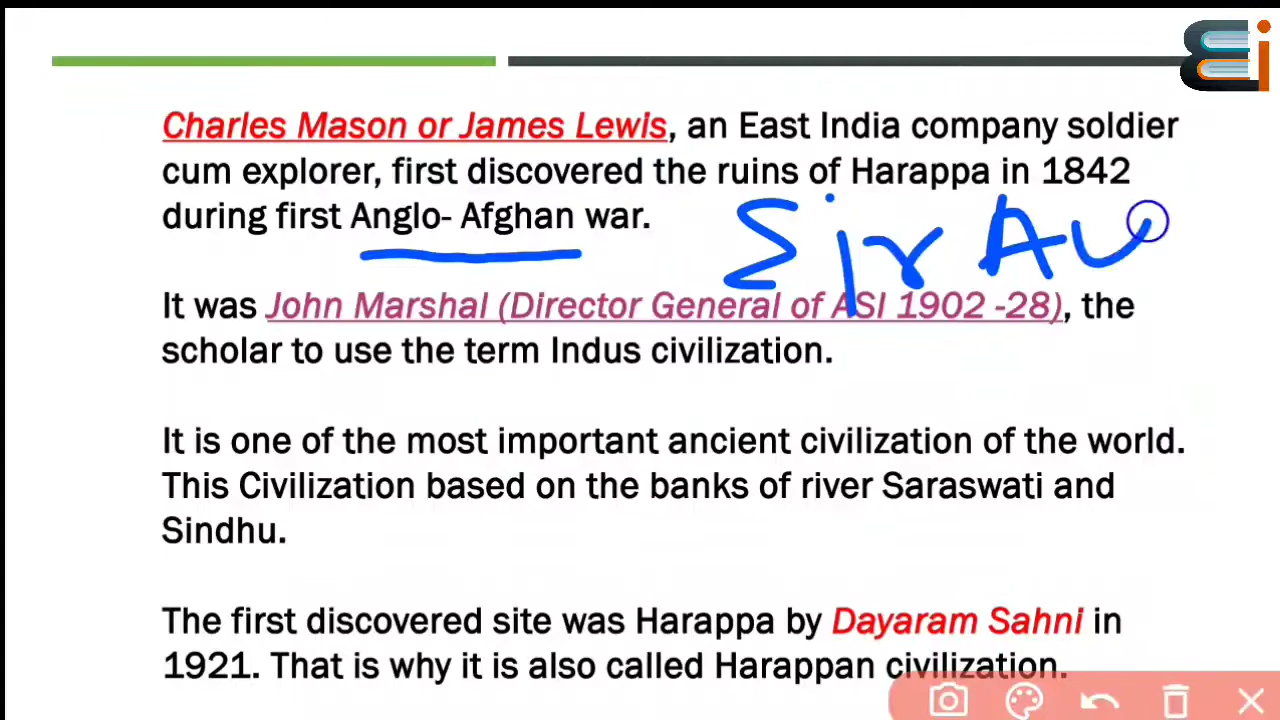 Charles Mason or James Lewis, an East India company soldier
cum explorer, first discovered the ruins of Harappa in 1842
during first Anglo- Afghan war.
Sir Au
It was John Marshal (Director General of ASI 1902 -28), the
scholar to use the term Indus civilization.
It is one of the most important ancient civilization of the world.
This Civilization based on the banks of river Saraswati and
Sindhu.
The first discovered site was Harappa by Dayaram Sahni in
1921. That is why it is also called Harappan civilization.